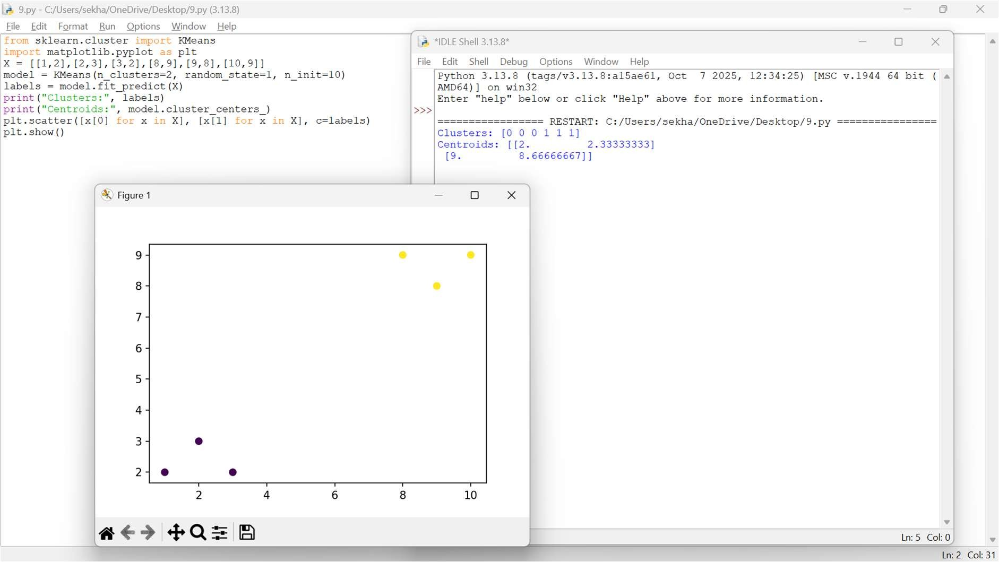 9.py - C:/Users/sekha/OneDrive/Desktop/9.py (3.13.8)
File Edit Format Run Options Window Help
from sklearn.cluster import KMeans
import matplotlib.pyplot as plt
X = [[1,2],[2,3],[3,2],[8,9],[9,8],[10,9]]
model = KMeans(n_clusters=2, random_state=1, n_init=10)
labels = model.fit_predict(X)
print("Clusters:", labels)
print("Centroids:", model.cluster_centers_)
plt.scatter([x[0] for x in X], [x[1] for x in X], c=labels)
plt.show()
*IDLE Shell 3.13.8*
File Edit Shell Debug Options Window Help
Python 3.13.8 (tags/v3.13.8:a15ae61, Oct  7 2025, 12:34:25) [MSC v.1944 64 bit (
AMD64)] on win32
Enter "help" below or click "Help" above for more information.
>>>
================= RESTART: C:/Users/sekha/OneDrive/Desktop/9.py ================
Clusters: [0 0 0 1 1 1]
Centroids: [[2.         2.33333333]
 [9.         8.66666667]]
Figure 1
9
8
7
6
5
4
3
2
2 4 6 8 10
Ln: 5 Col: 0
Ln: 2 Col: 31